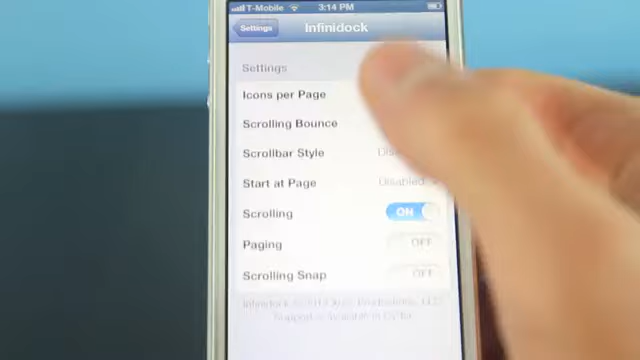 T-Mobile 3:14 PM
Settings Infinidock
Settings
Icons per Page
Scrolling Bounce
Scrollbar Style
Start at Page Disabled
Scrolling ON
Paging OFF
Scrolling Snap OFF
Infinidock